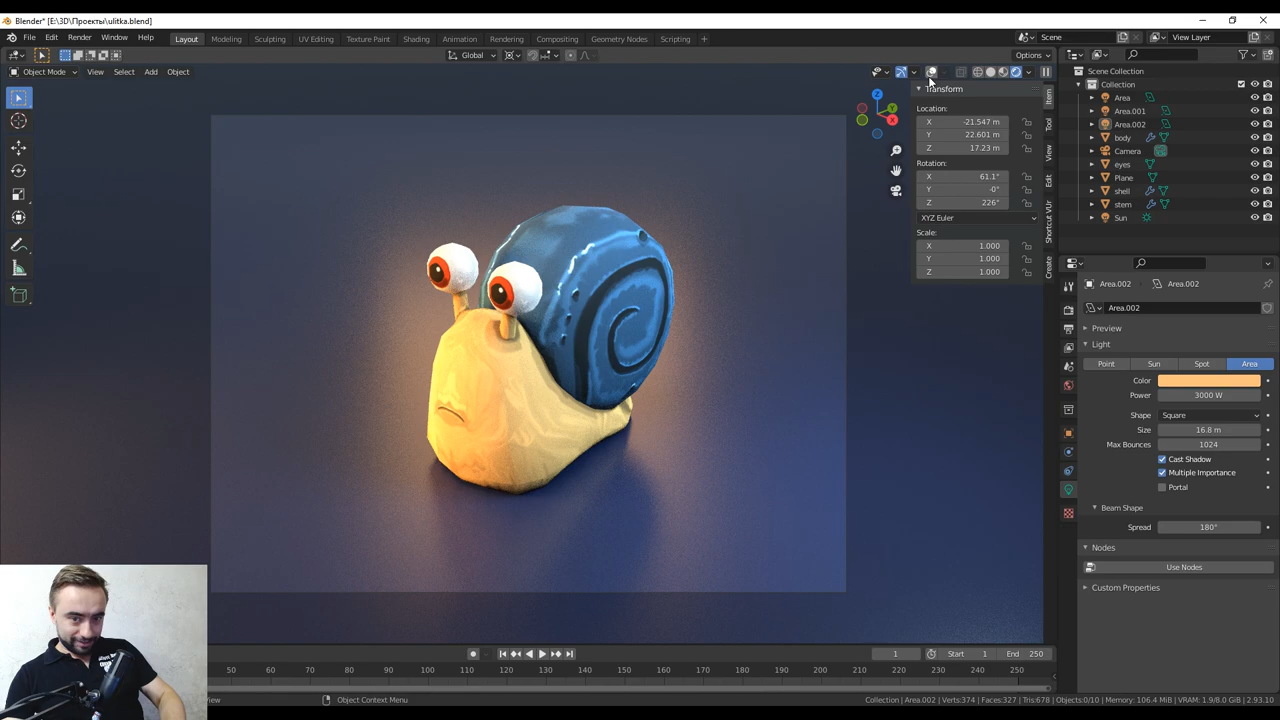 Blender* [E:\3D\Проекты\ulitka.blend]
File Edit Render Window Help Layout Modeling Sculpting UV Editing Texture Paint Shading Animation Rendering Compositing Geometry Nodes Scripting + Scene View Layer
Global Options
Object Mode View Select Add Object
Transform
Location:
X -21.547 m
Y 22.601 m
Z 17.23 m
Rotation:
X 61.1°
Y -0°
Z 226°
XYZ Euler
Scale:
X 1.000
Y 1.000
Z 1.000
Item
Tool
View
Edit
Shortcut VUr
Create
Z
Y
X
Scene Collection
Collection
Area
Area.001
Area.002
body
Camera
eyes
Plane
shell
stem
Sun
Area.002 Area.002
Area.002
Preview
Light
Point Sun Spot Area
Color
Power 3000 W
Shape Square
Size 16.8 m
Max Bounces 1024
Cast Shadow
Multiple Importance
Portal
Beam Shape
Spread 180°
Nodes
Use Nodes
Custom Properties
1 Start 1 End 250
50 60 70 80 90 100 110 120 130 140 150 160 170 180 190 200 210 220 230 240 250
View Object Context Menu Collection | Area.002 | Verts:374 | Faces:327 | Tris:678 | Objects:0/10 | Memory: 106.4 MiB | VRAM: 1.9/8.0 GiB | 2.93.10